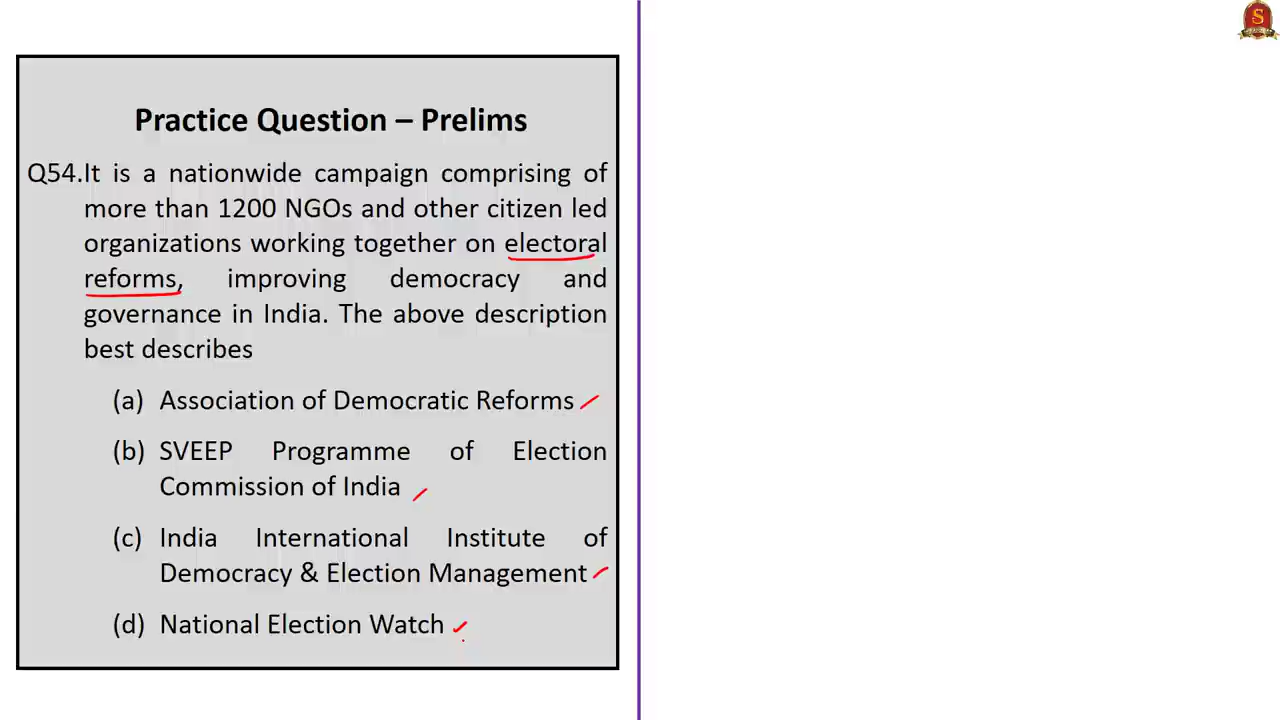 Practice Question – Prelims
Q54.It is a nationwide campaign comprising of
more than 1200 NGOs and other citizen led
organizations working together on electoral
reforms, improving democracy and
governance in India. The above description
best describes
(a) Association of Democratic Reforms
(b) SVEEP Programme of Election
Commission of India
(c) India International Institute of
Democracy & Election Management
(d) National Election Watch
S